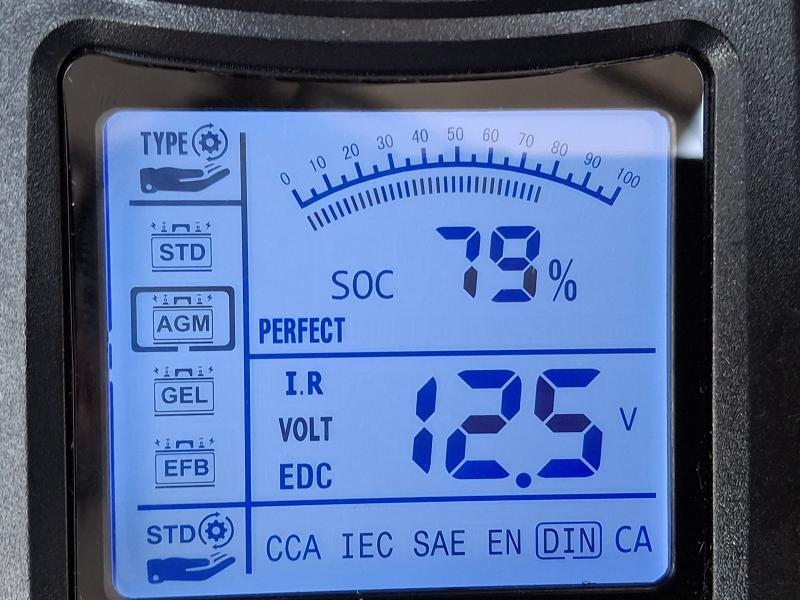 TYPE
0 10 20 30 40 50 60 70 80 90 100
STD
SOC 79%
AGM
PERFECT
GEL
I.R
VOLT 12.5 V
EFB
EDC
STD
CCA IEC SAE EN DIN CA